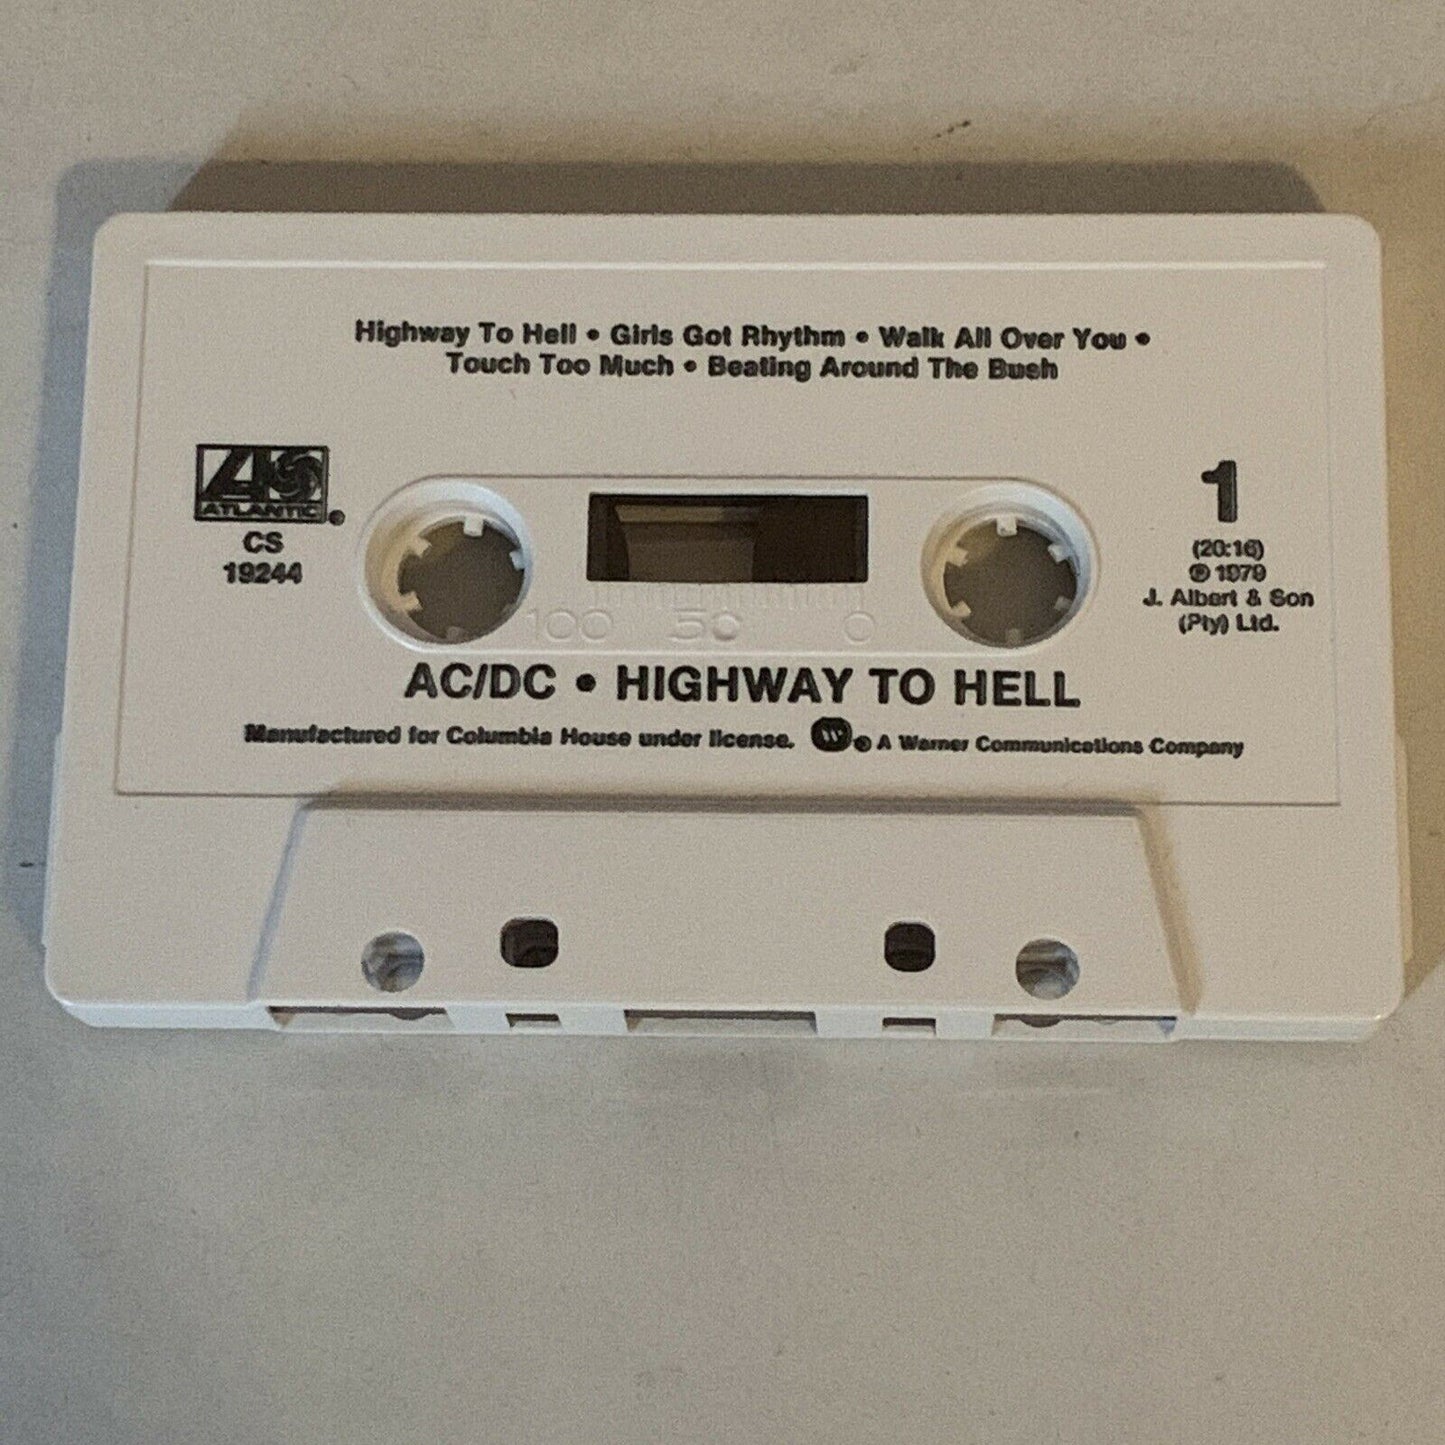 Highway To Hell • Girls Got Rhythm • Walk All Over You •
Touch Too Much • Beating Around The Bush
ATLANTIC ®
CS
19244
1
(20:16)
℗ 1979
J. Albert & Son
(Pty) Ltd.
100 50 0
AC/DC • HIGHWAY TO HELL
Manufactured for Columbia House under license. W ® A Warner Communications Company